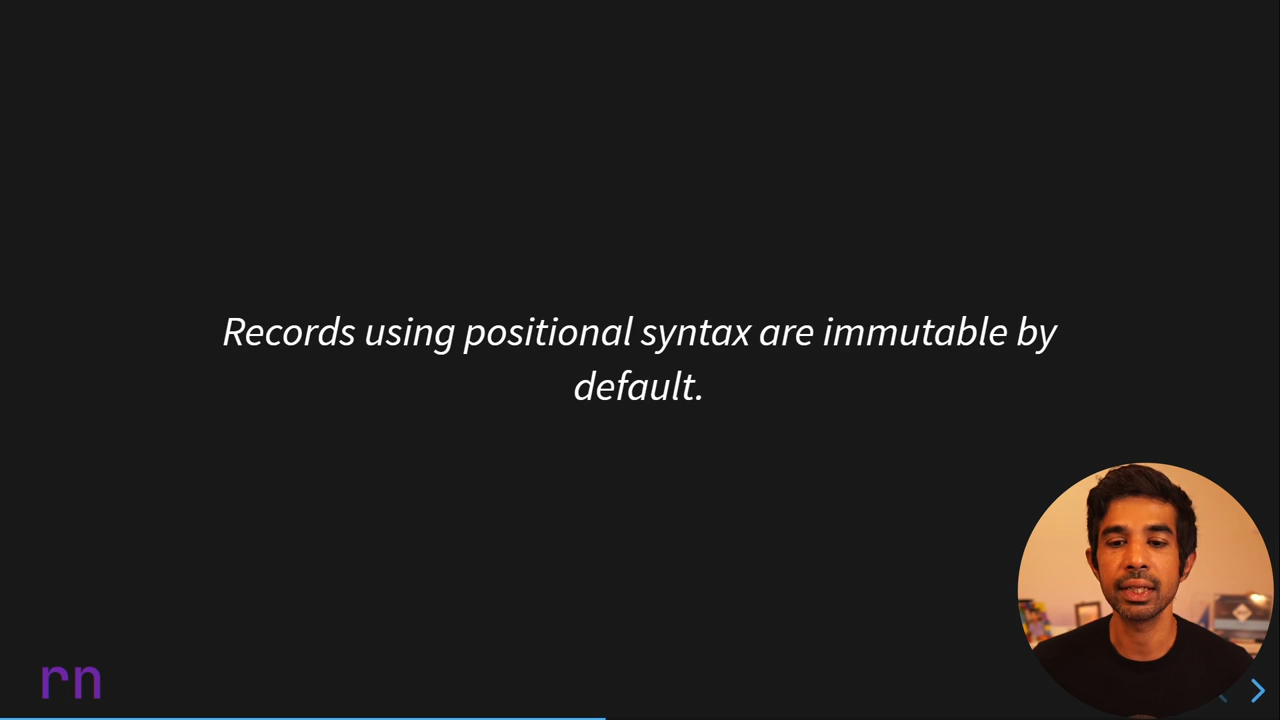 Records using positional syntax are immutable by
default.
rn